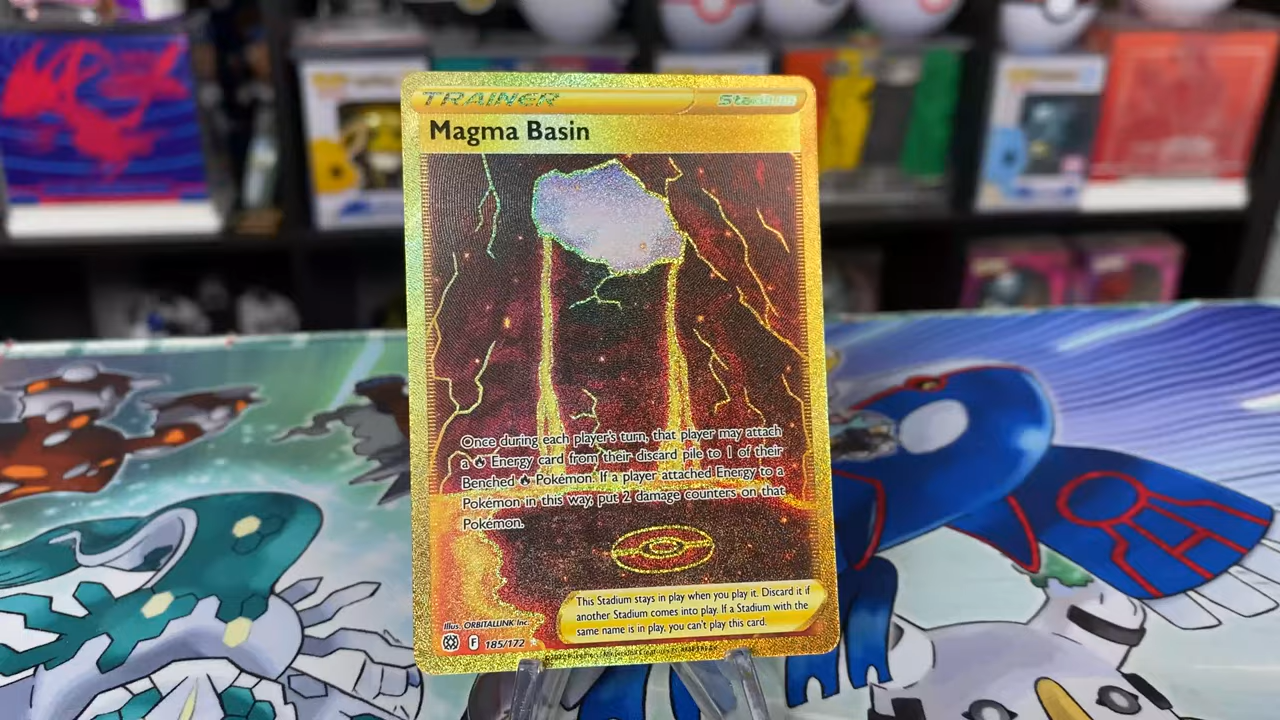 TRAINER Stadium
Magma Basin
Once during each player's turn, that player may attach
a Energy card from their discard pile to 1 of their
Benched Pokémon. If a player attached Energy to a
Pokémon in this way, put 2 damage counters on that
Pokémon.
This Stadium stays in play when you play it. Discard it if
another Stadium comes into play. If a Stadium with the
same name is in play, you can't play this card.
Illus. ORBITALLINK Inc.
F 185/172